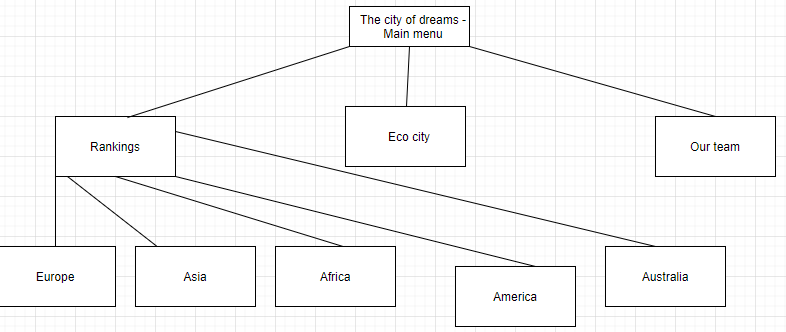 The city of dreams -
Main menu
Rankings
Eco city
Our team
Europe
Asia
Africa
America
Australia